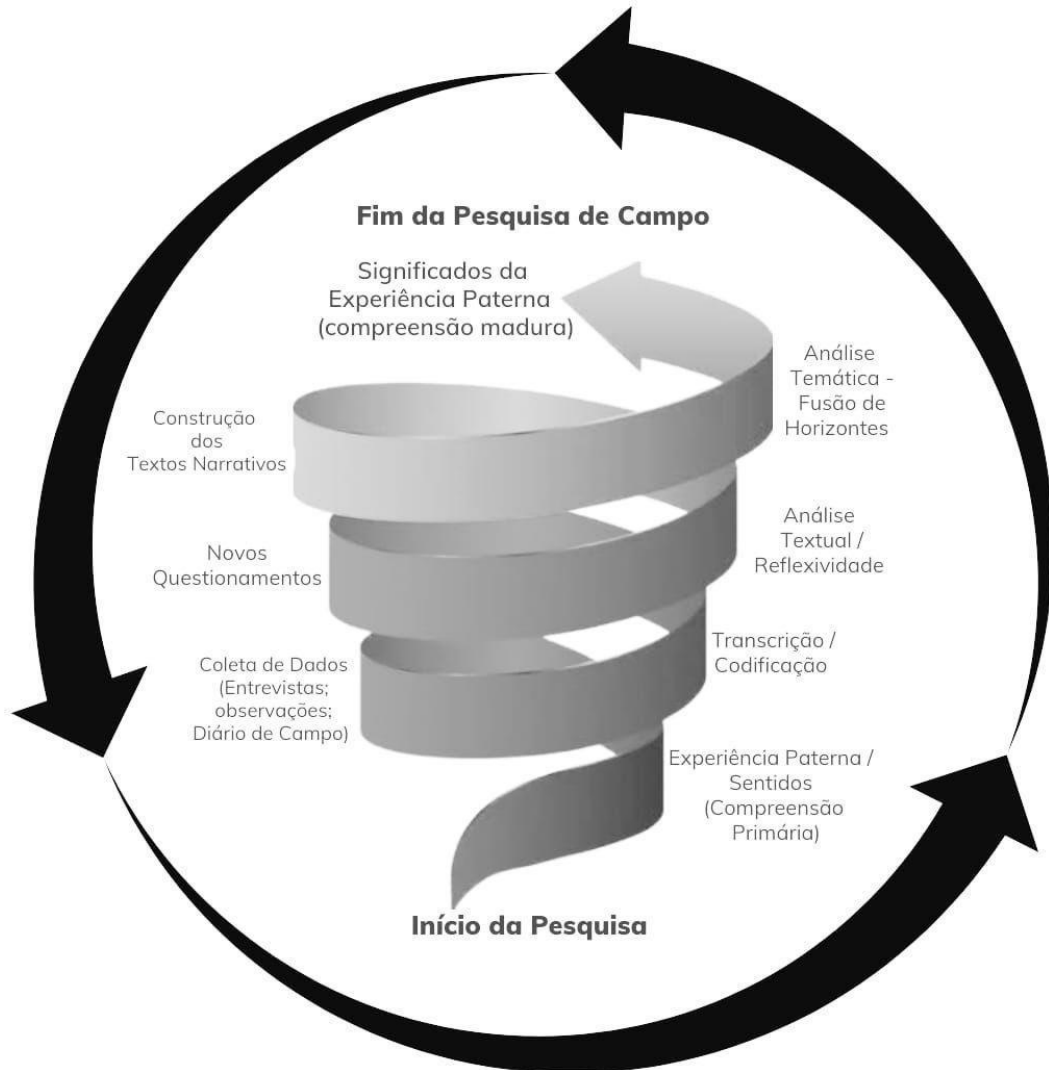 Fim da Pesquisa de Campo
Significados da
Experiência Paterna
(compreensão madura)
Análise
Temática -
Fusão de
Horizontes
Construção
dos
Textos Narrativos
Análise
Textual /
Reflexividade
Novos
Questionamentos
Transcrição /
Codificação
Coleta de Dados
(Entrevistas;
observações;
Diário de Campo)
Experiência Paterna /
Sentidos
(Compreensão
Primária)
Início da Pesquisa